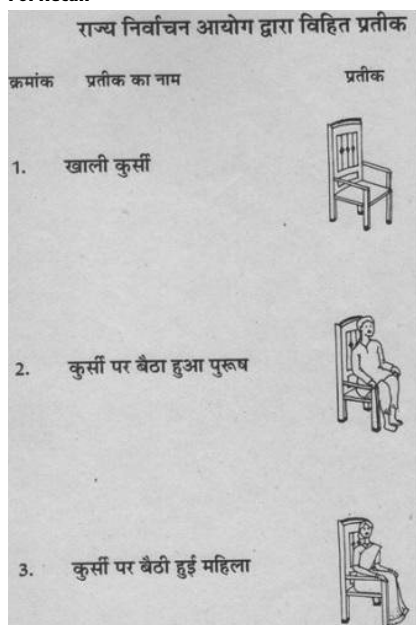 राज्य निर्वाचन आयोग द्वारा विहित प्रतीक
क्रमांक प्रतीक का नाम प्रतीक
1. खाली कुर्सी
2. कुर्सी पर बैठा हुआ पुरूष
3. कुर्सी पर बैठी हुई महिला